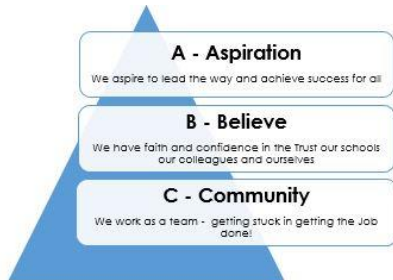 A - Aspiration
We aspire to lead the way and achieve success for all
B - Believe
We have faith and confidence in the Trust our schools
our colleagues and ourselves
C - Community
We work as a team - getting stuck in getting the Job
done!